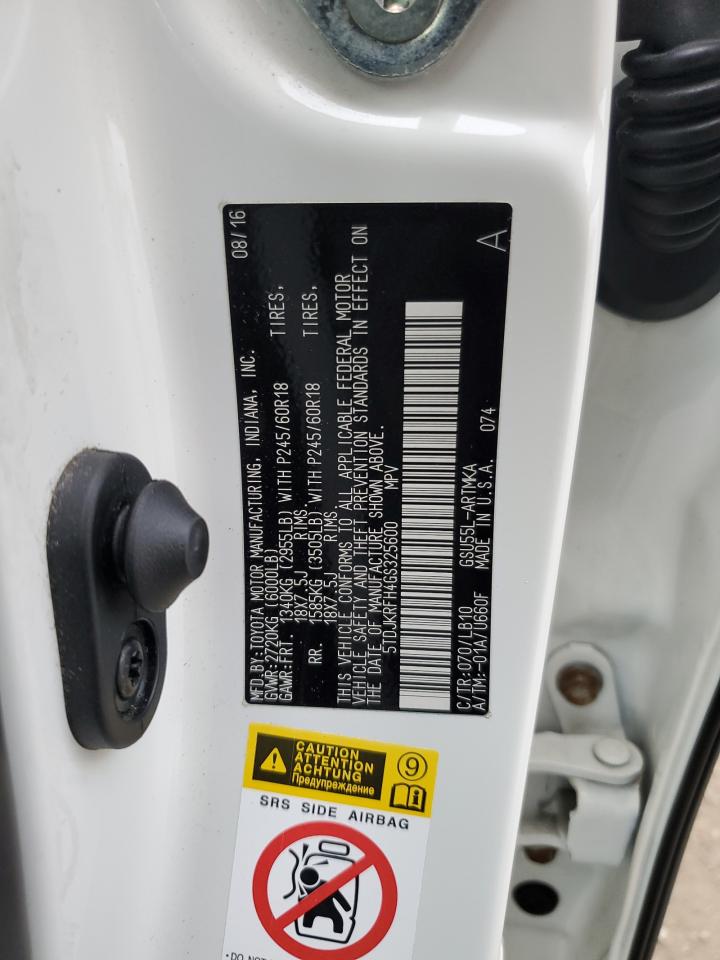 MFD.BY:TOYOTA MOTOR MANUFACTURING, INDIANA, INC. 08/16
GVWR:2720KG (6000LB)
GAWR:FRT. 1340KG (2955LB) WITH P245/60R18 TIRES,
18X7.5J RIMS
RR. 1585KG (3505LB) WITH P245/60R18 TIRES,
18X7.5J RIMS
THIS VEHICLE CONFORMS TO ALL APPLICABLE FEDERAL MOTOR
VEHICLE SAFETY AND THEFT PREVENTION STANDARDS IN EFFECT ON
THE DATE OF MANUFACTURE SHOWN ABOVE.
5TDJKRFH4GS325600 MPV
C/TR:070/LB10 GSU55L-ARTMKA
A/TM:-01A/U660F MADE IN U.S.A. 074 A
CAUTION
ATTENTION
ACHTUNG
Предупреждение
9
SRS SIDE AIRBAG
·DO NOT